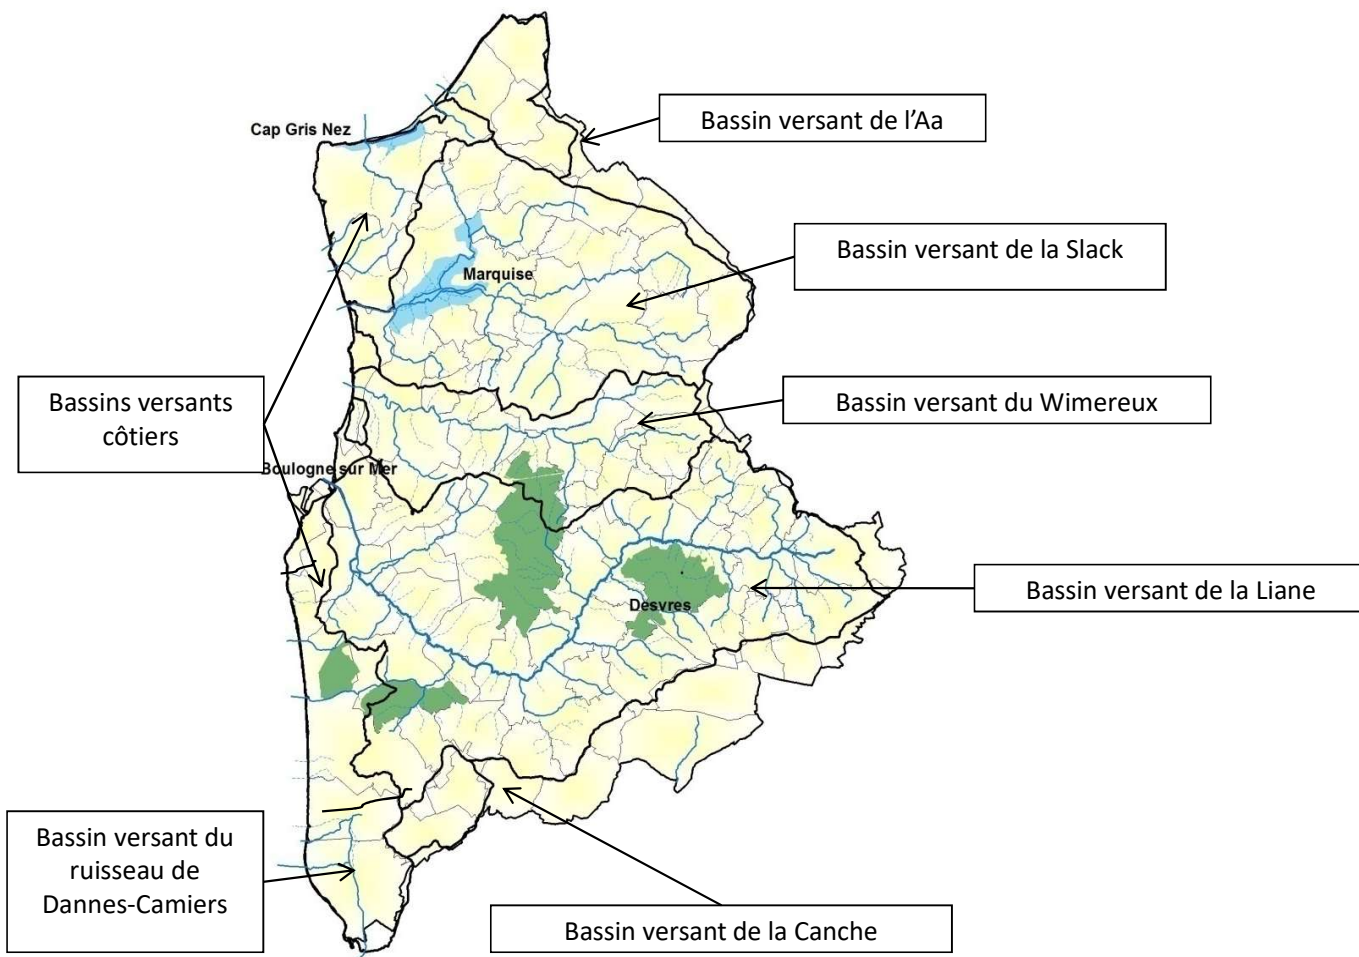 Bassin versant de l’Aa
Cap Gris Nez
Bassin versant de la Slack
Marquise
Bassins versants
côtiers
Bassin versant du Wimereux
Boulogne sur Mer
Bassin versant de la Liane
Desvres
Bassin versant du
ruisseau de
Dannes-Camiers
Bassin versant de la Canche